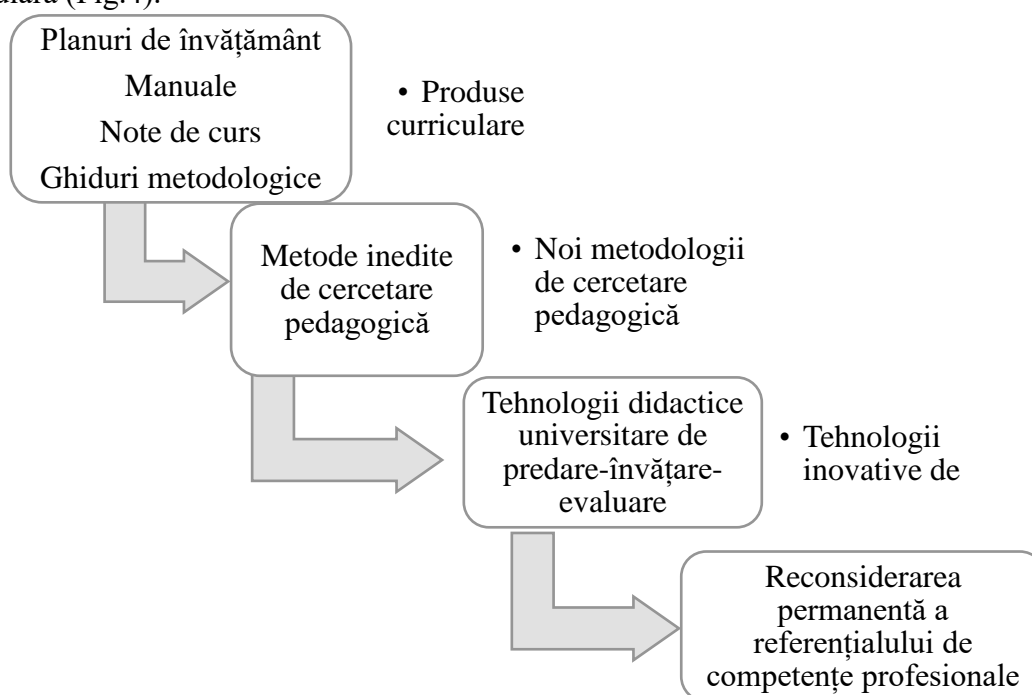 (Fig.4).
Planuri de învățământ
Manuale
Note de curs
Ghiduri metodologice
• Produse
curriculare
Metode inedite
de cercetare
pedagogică
• Noi metodologii
de cercetare
pedagogică
Tehnologii didactice
universitare de
predare-învățare-
evaluare
• Tehnologii
inovative de
Reconsiderarea
permanentă a
referențialului de
competențe profesionale